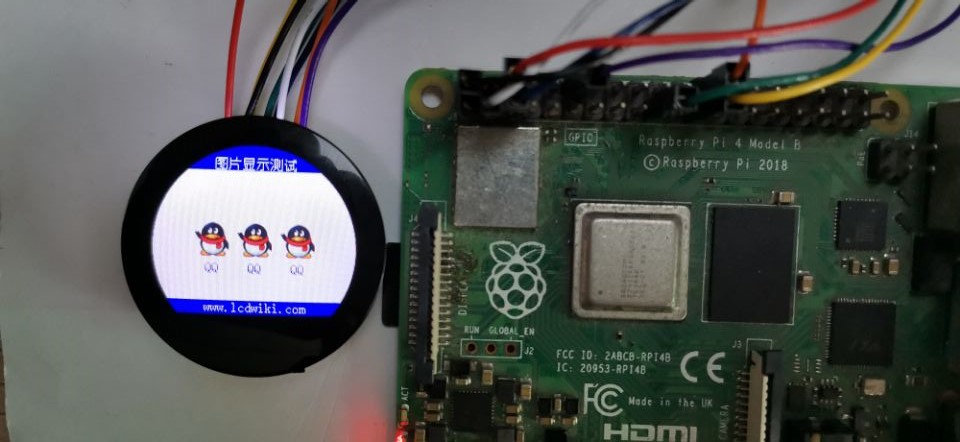 图片显示测试
QQ QQ QQ
www.lcdwiki.com
GPIO
Raspberry Pi 4 Model B
©Raspberry Pi 2018
J14
J4
RUN GLOBAL_EN
J2
FCC ID: 2ABCB-RPI4B
IC: 20953-RPI4B
CE
FC
Made in the UK
HDMI
J3
CAMERA
ACT